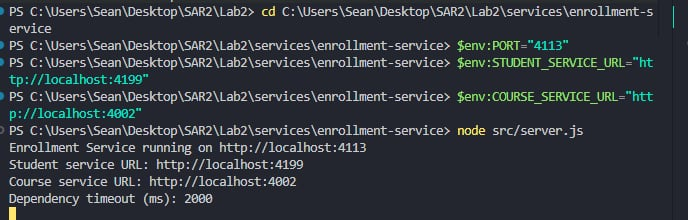 PS C:\Users\Sean\Desktop\SAR2\Lab2> cd C:\Users\Sean\Desktop\SAR2\Lab2\services\enrollment-s
ervice
PS C:\Users\Sean\Desktop\SAR2\Lab2\services\enrollment-service> $env:PORT="4113"
PS C:\Users\Sean\Desktop\SAR2\Lab2\services\enrollment-service> $env:STUDENT_SERVICE_URL="ht
tp://localhost:4199"
PS C:\Users\Sean\Desktop\SAR2\Lab2\services\enrollment-service> $env:COURSE_SERVICE_URL="htt
p://localhost:4002"
PS C:\Users\Sean\Desktop\SAR2\Lab2\services\enrollment-service> node src/server.js
Enrollment Service running on http://localhost:4113
Student service URL: http://localhost:4199
Course service URL: http://localhost:4002
Dependency timeout (ms): 2000